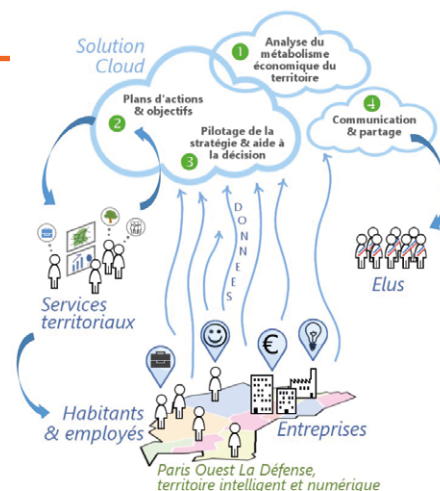 Solution
Cloud
1
Analyse du
métabolisme
économique du
territoire
Plans d'actions
& objectifs
2
Pilotage de la
stratégie & aide à
la décision
3
4
Communication
& partage
D
O
N
N
E
E
S
Services
territoriaux
Elus
€
Habitants
& employés
Entreprises
Paris Ouest La Défense,
territoire intelligent et numérique